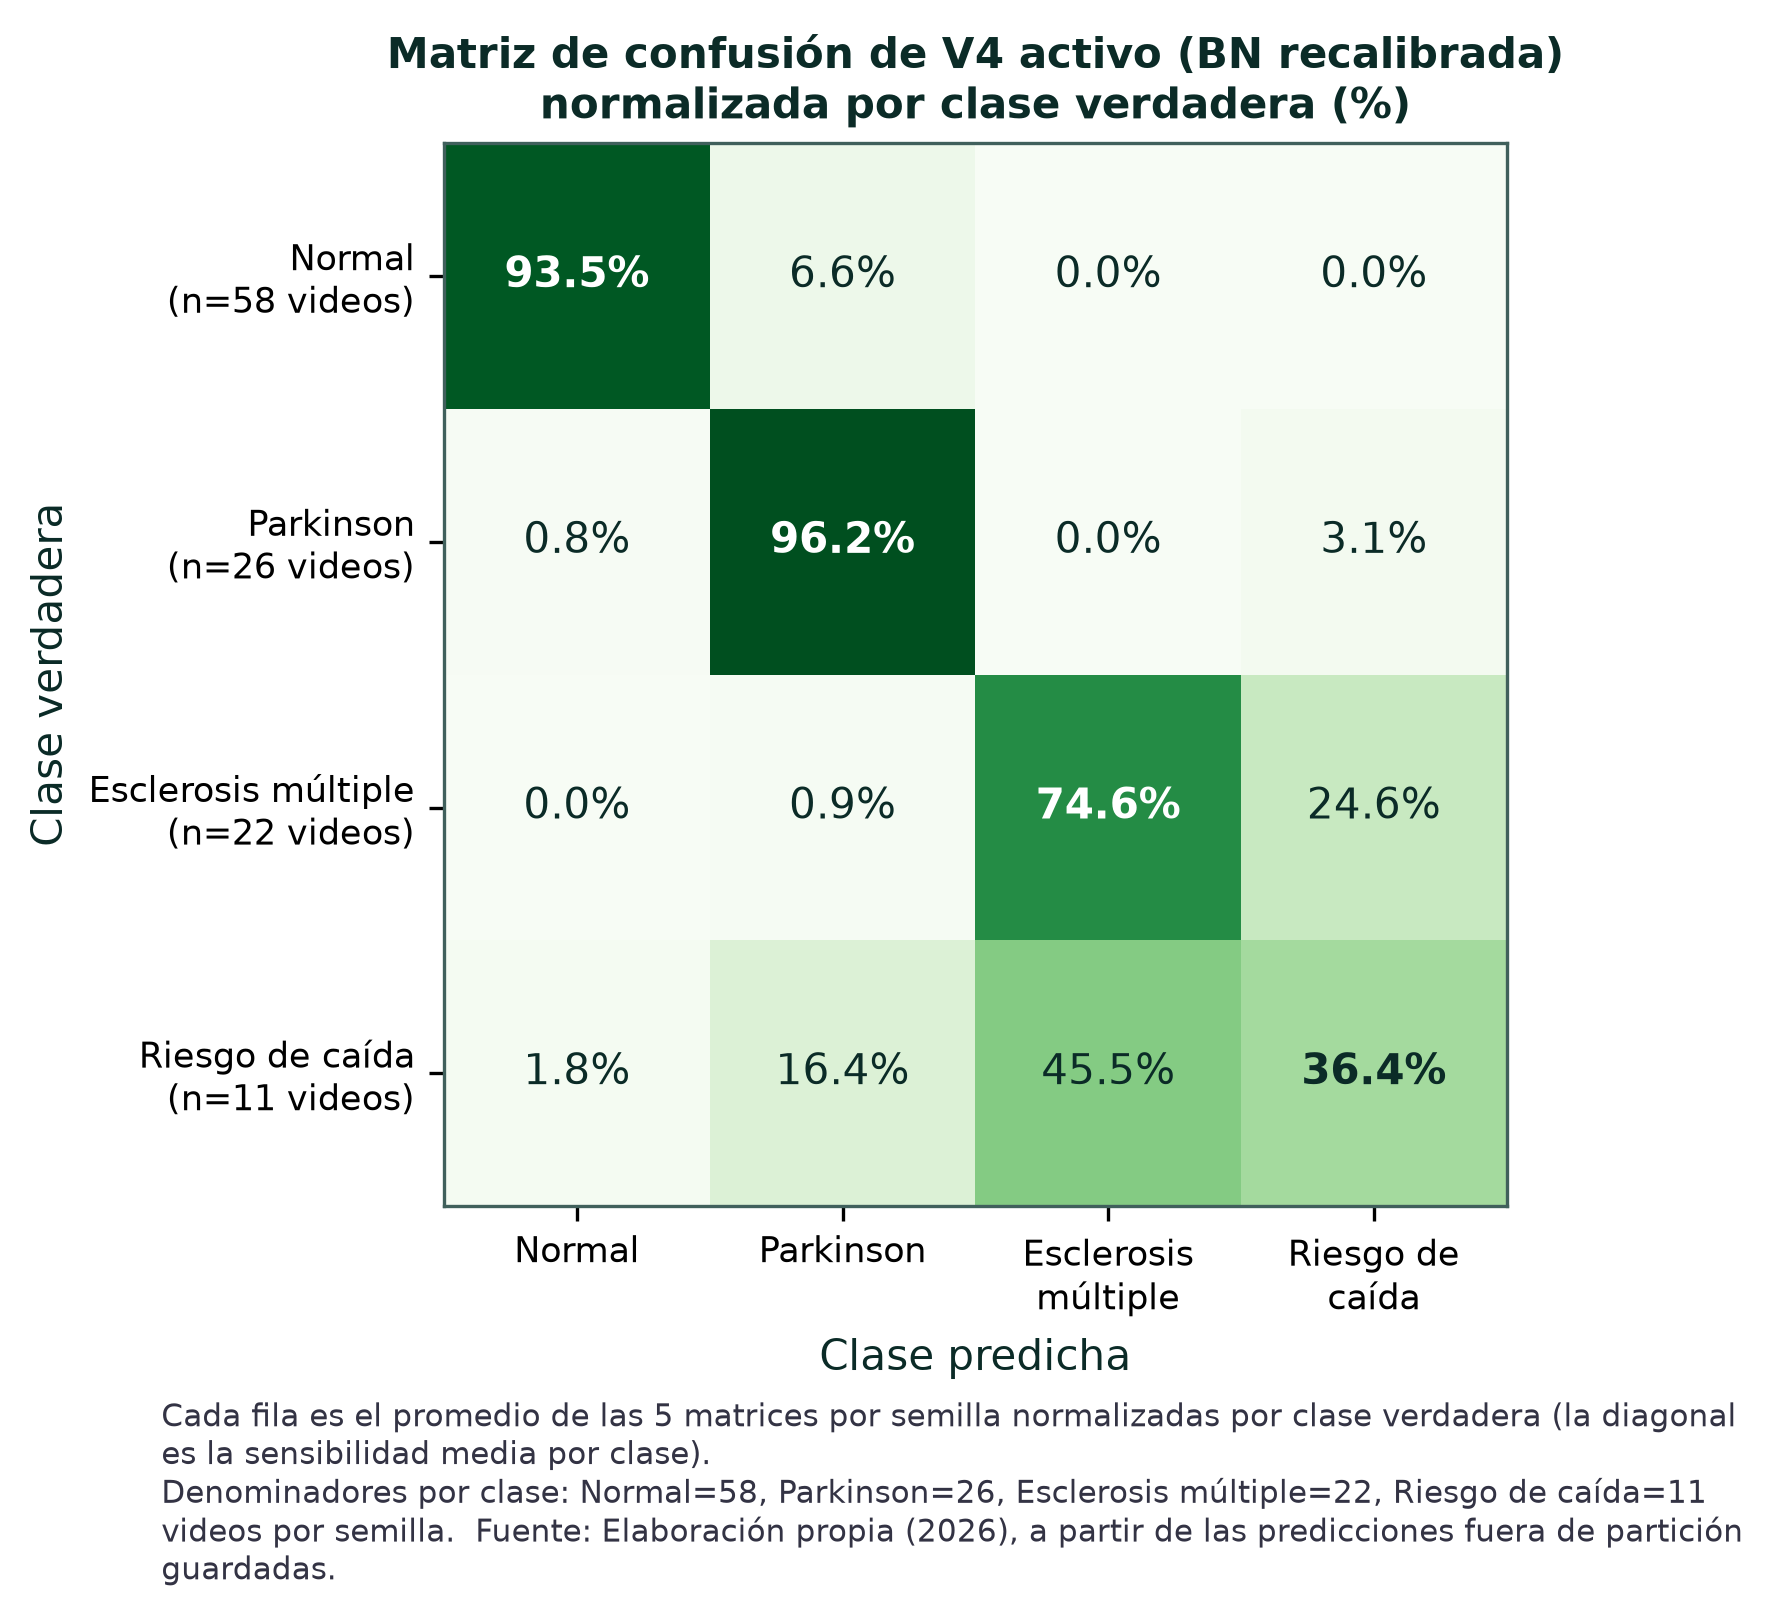 Matriz de confusión de V4 activo (BN recalibrada)
normalizada por clase verdadera (%)
Clase verdadera
Normal
(n=58 videos)
93.5%
6.6%
0.0%
0.0%
Parkinson
(n=26 videos)
0.8%
96.2%
0.0%
3.1%
Esclerosis múltiple
(n=22 videos)
0.0%
0.9%
74.6%
24.6%
Riesgo de caída
(n=11 videos)
1.8%
16.4%
45.5%
36.4%
Normal
Parkinson
Esclerosis
múltiple
Riesgo de
caída
Clase predicha
Cada fila es el promedio de las 5 matrices por semilla normalizadas por clase verdadera (la diagonal
es la sensibilidad media por clase).
Denominadores por clase: Normal=58, Parkinson=26, Esclerosis múltiple=22, Riesgo de caída=11
videos por semilla.  Fuente: Elaboración propia (2026), a partir de las predicciones fuera de partición
guardadas.